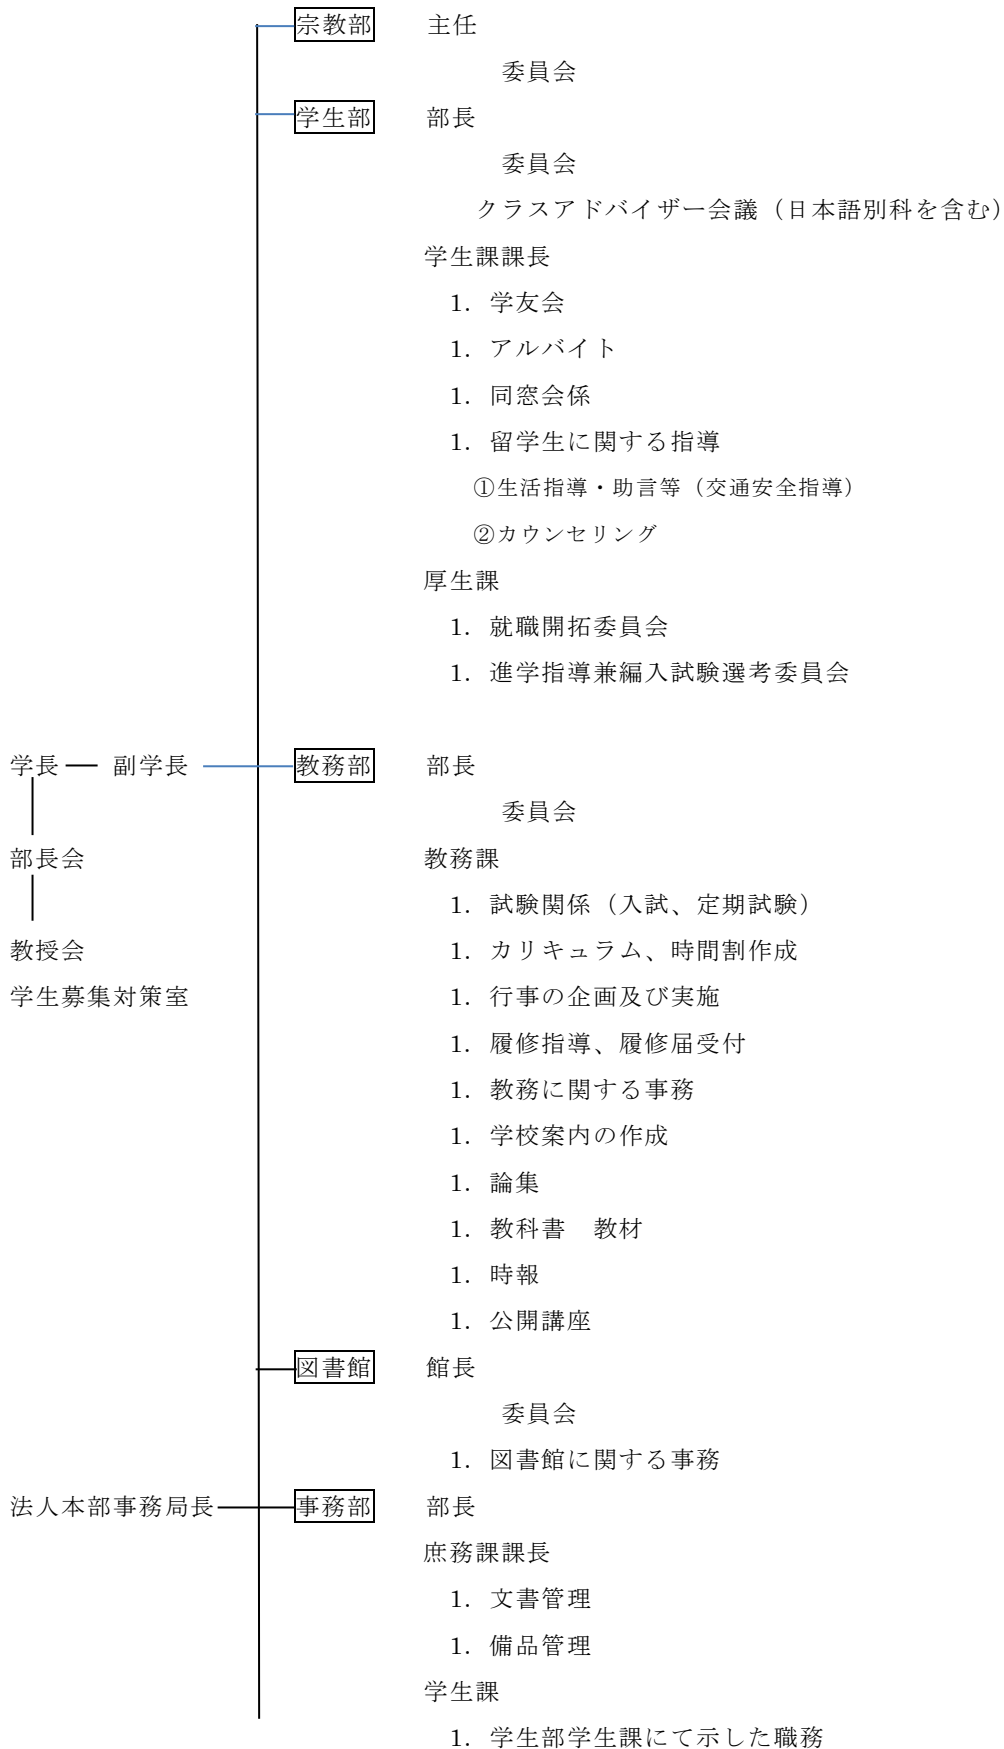 宗教部 主任
委員会
学生部 部長
委員会
クラスアドバイザー会議（日本語別科を含む）
学生課課長
1. 学友会
1. アルバイト
1. 同窓会係
1. 留学生に関する指導
①生活指導・助言等（交通安全指導）
②カウンセリング
厚生課
1. 就職開拓委員会
1. 進学指導兼編入試験選考委員会
学長 副学長 教務部 部長
委員会
部長会 教務課
1. 試験関係（入試、定期試験）
教授会 1. カリキュラム、時間割作成
学生募集対策室 1. 行事の企画及び実施
1. 履修指導、履修届受付
1. 教務に関する事務
1. 学校案内の作成
1. 論集
1. 教科書　教材
1. 時報
1. 公開講座
図書館 館長
委員会
1. 図書館に関する事務
法人本部事務局長 事務部 部長
庶務課課長
1. 文書管理
1. 備品管理
学生課
1. 学生部学生課にて示した職務